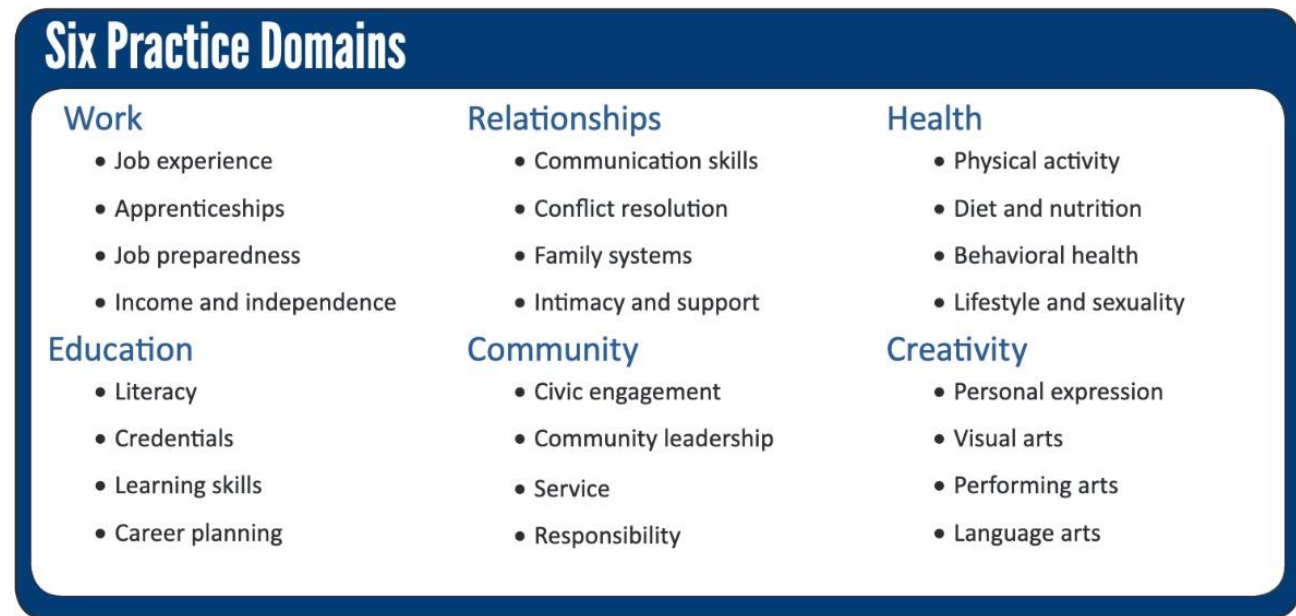 Six Practice Domains
Work
• Job experience
• Apprenticeships
• Job preparedness
• Income and independence
Relationships
• Communication skills
• Conflict resolution
• Family systems
• Intimacy and support
Health
• Physical activity
• Diet and nutrition
• Behavioral health
• Lifestyle and sexuality
Education
• Literacy
• Credentials
• Learning skills
• Career planning
Community
• Civic engagement
• Community leadership
• Service
• Responsibility
Creativity
• Personal expression
• Visual arts
• Performing arts
• Language arts